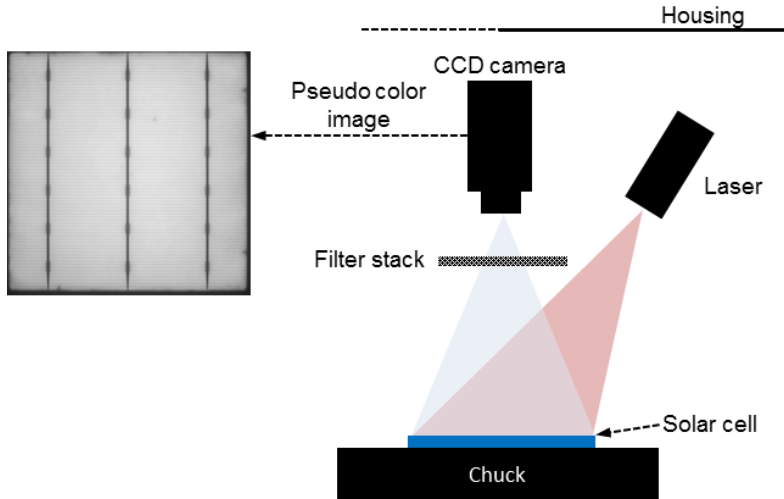 Housing
CCD camera
Pseudo color
image
Laser
Filter stack
Solar cell
Chuck